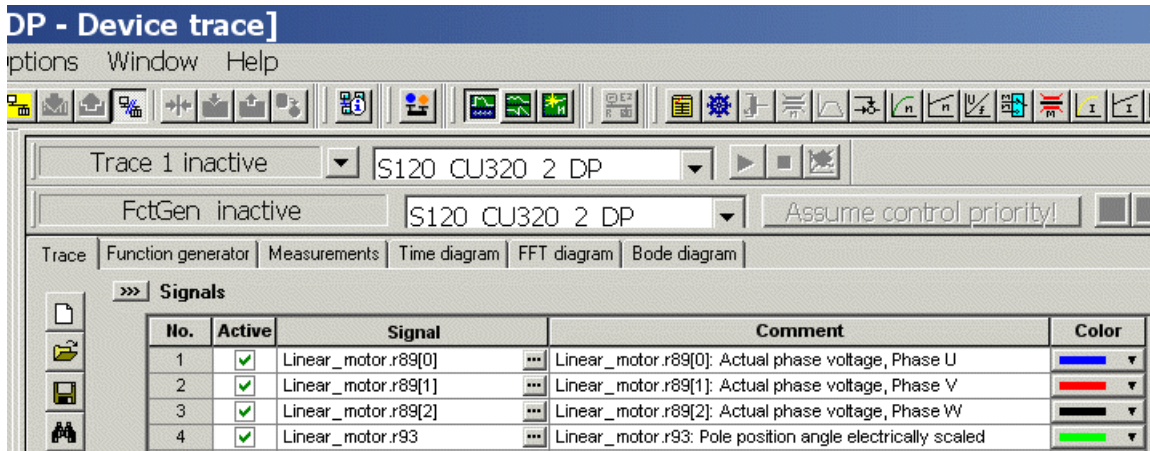 DP - Device trace]
ptions Window Help
Trace 1 inactive S120_CU320_2_DP
FctGen inactive S120_CU320_2_DP Assume control priority!
Trace Function generator Measurements Time diagram FFT diagram Bode diagram
>>> Signals
No. Active Signal Comment Color
1 Linear_motor.r89[0] ... Linear_motor.r89[0]: Actual phase voltage, Phase U
2 Linear_motor.r89[1] ... Linear_motor.r89[1]: Actual phase voltage, Phase V
3 Linear_motor.r89[2] ... Linear_motor.r89[2]: Actual phase voltage, Phase W
4 Linear_motor.r93 ... Linear_motor.r93: Pole position angle electrically scaled